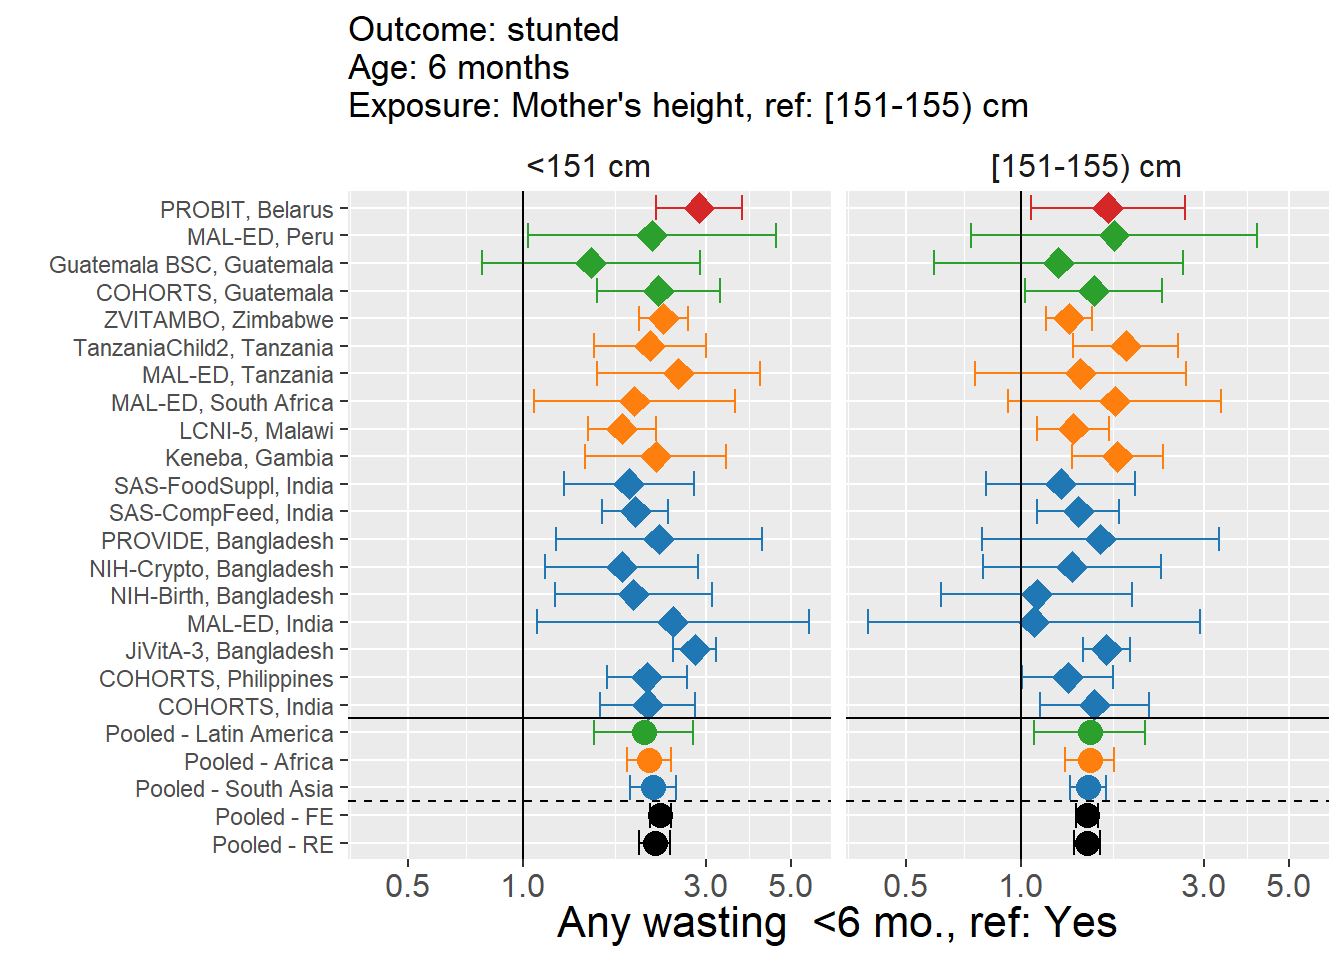 Outcome: stunted
Age: 6 months
Exposure: Mother's height, ref: [151-155) cm
<151 cm
[151-155) cm
PROBIT, Belarus
MAL-ED, Peru
Guatemala BSC, Guatemala
COHORTS, Guatemala
ZVITAMBO, Zimbabwe
TanzaniaChild2, Tanzania
MAL-ED, Tanzania
MAL-ED, South Africa
LCNI-5, Malawi
Keneba, Gambia
SAS-FoodSuppl, India
SAS-CompFeed, India
PROVIDE, Bangladesh
NIH-Crypto, Bangladesh
NIH-Birth, Bangladesh
MAL-ED, India
JiVitA-3, Bangladesh
COHORTS, Philippines
COHORTS, India
Pooled - Latin America
Pooled - Africa
Pooled - South Asia
Pooled - FE
Pooled - RE
0.5 1.0 3.0 5.0 0.5 1.0 3.0 5.0
Any wasting  <6 mo., ref: Yes